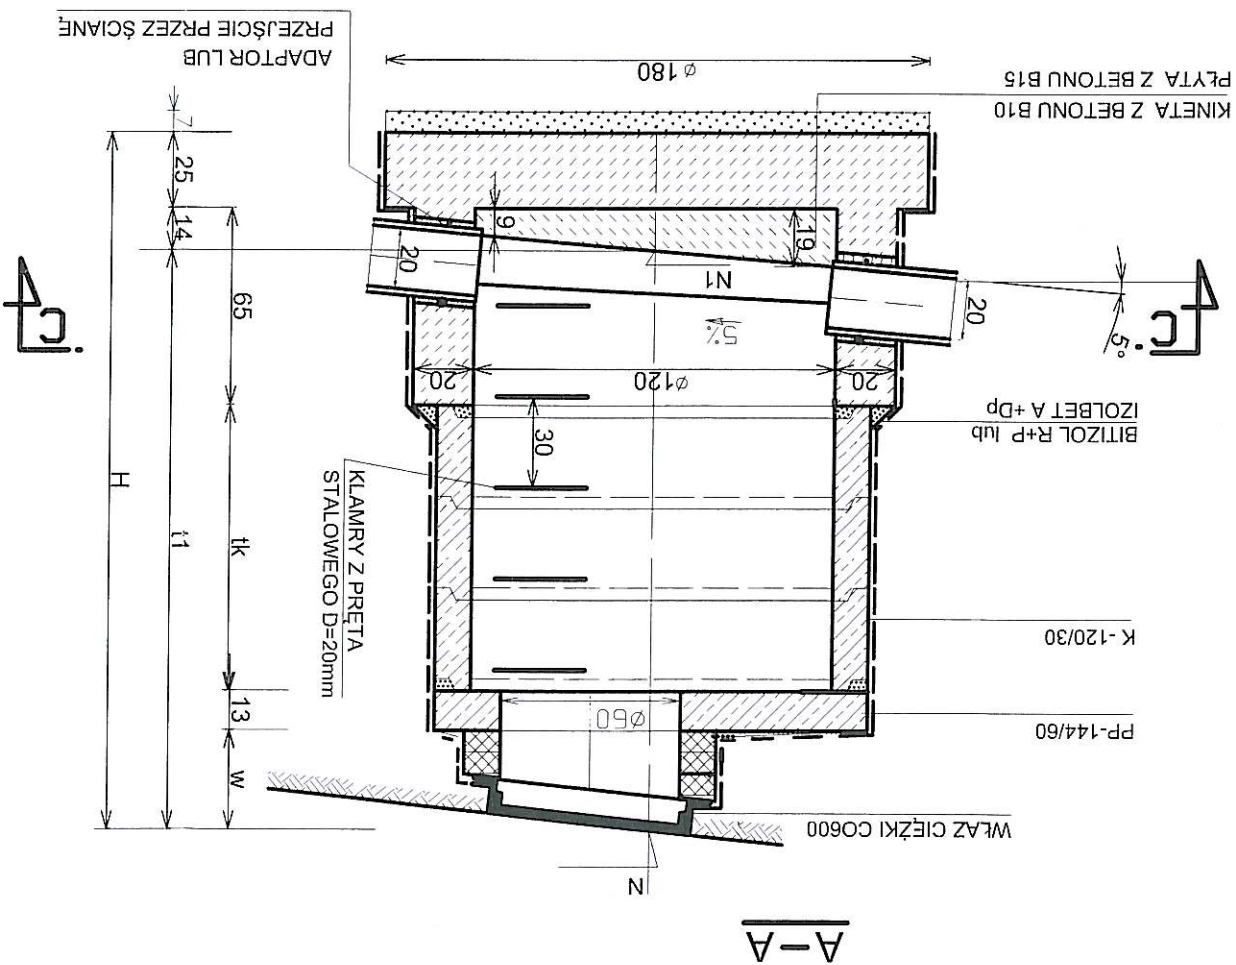 A-A
N
WŁAZ CIĘŻKI CO600
w
PP-144/60
ø60
13
K-120/30
KLAMRY Z PRĘTA
STALOWEGO D=20mm
tk
t1
H
BITIZOL R+P lub
IZOLBET A +Dp
30
20
ø120
20
5%
5°
C
C
65
20
N1
20
19
9
14
25
7
KINETA Z BETONU B10
PŁYTA Z BETONU B15
ø 180
ADAPTOR LUB
PRZEJŚCIE PRZEZ ŚCIANĘ